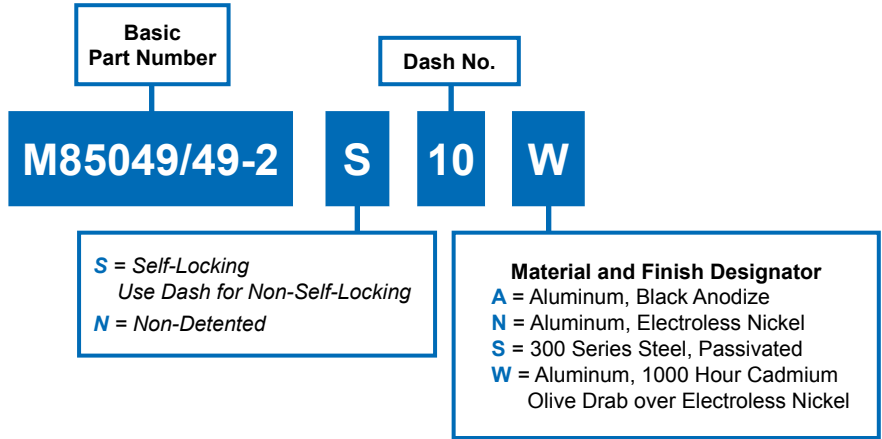 Basic
Part Number
Dash No.
M85049/49-2 S 10 W
S = Self-Locking
Use Dash for Non-Self-Locking
N = Non-Detented
Material and Finish Designator
A = Aluminum, Black Anodize
N = Aluminum, Electroless Nickel
S = 300 Series Steel, Passivated
W = Aluminum, 1000 Hour Cadmium
Olive Drab over Electroless Nickel